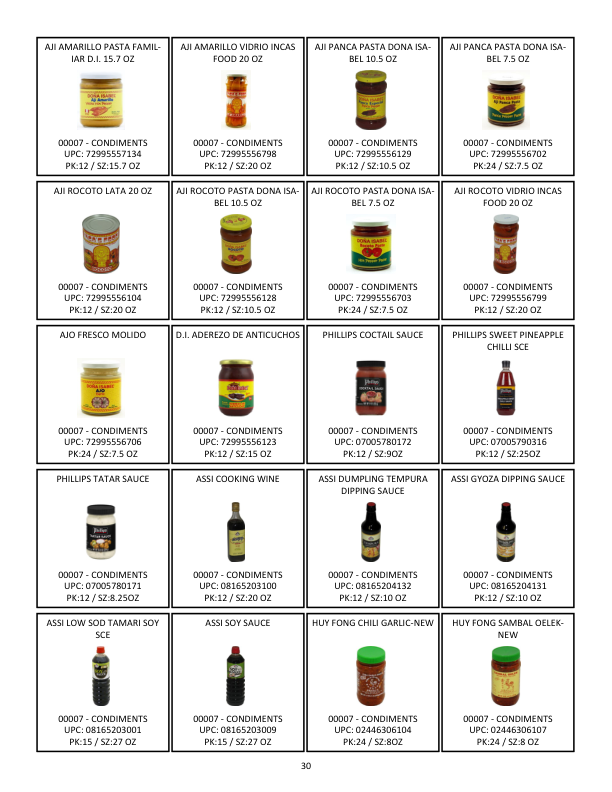 AJI AMARILLO PASTA FAMIL-
IAR D.I. 15.7 OZ
00007 - CONDIMENTS
UPC: 72995557134
PK:12 / SZ:15.7 OZ
AJI AMARILLO VIDRIO INCAS
FOOD 20 OZ
00007 - CONDIMENTS
UPC: 72995556798
PK:12 / SZ:20 OZ
AJI PANCA PASTA DONA ISA-
BEL 10.5 OZ
00007 - CONDIMENTS
UPC: 72995556129
PK:12 / SZ:10.5 OZ
AJI PANCA PASTA DONA ISA-
BEL 7.5 OZ
00007 - CONDIMENTS
UPC: 72995556702
PK:24 / SZ:7.5 OZ
AJI ROCOTO LATA 20 OZ
00007 - CONDIMENTS
UPC: 72995556104
PK:12 / SZ:20 OZ
AJI ROCOTO PASTA DONA ISA-
BEL 10.5 OZ
00007 - CONDIMENTS
UPC: 72995556128
PK:12 / SZ:10.5 OZ
AJI ROCOTO PASTA DONA ISA-
BEL 7.5 OZ
00007 - CONDIMENTS
UPC: 72995556703
PK:24 / SZ:7.5 OZ
AJI ROCOTO VIDRIO INCAS
FOOD 20 OZ
00007 - CONDIMENTS
UPC: 72995556799
PK:12 / SZ:20 OZ
AJO FRESCO MOLIDO
00007 - CONDIMENTS
UPC: 72995556706
PK:24 / SZ:7.5 OZ
D.I. ADEREZO DE ANTICUCHOS
00007 - CONDIMENTS
UPC: 72995556123
PK:12 / SZ:15 OZ
PHILLIPS COCTAIL SAUCE
00007 - CONDIMENTS
UPC: 07005780172
PK:12 / SZ:9OZ
PHILLIPS SWEET PINEAPPLE
CHILLI SCE
00007 - CONDIMENTS
UPC: 07005790316
PK:12 / SZ:25OZ
PHILLIPS TATAR SAUCE
00007 - CONDIMENTS
UPC: 07005780171
PK:12 / SZ:8.25OZ
ASSI COOKING WINE
00007 - CONDIMENTS
UPC: 08165203100
PK:12 / SZ:20 OZ
ASSI DUMPLING TEMPURA
DIPPING SAUCE
00007 - CONDIMENTS
UPC: 08165204132
PK:12 / SZ:10 OZ
ASSI GYOZA DIPPING SAUCE
00007 - CONDIMENTS
UPC: 08165204131
PK:12 / SZ:10 OZ
ASSI LOW SOD TAMARI SOY
SCE
00007 - CONDIMENTS
UPC: 08165203001
PK:15 / SZ:27 OZ
ASSI SOY SAUCE
00007 - CONDIMENTS
UPC: 08165203009
PK:15 / SZ:27 OZ
HUY FONG CHILI GARLIC-NEW
00007 - CONDIMENTS
UPC: 02446306104
PK:24 / SZ:8OZ
HUY FONG SAMBAL OELEK-
NEW
00007 - CONDIMENTS
UPC: 02446306107
PK:24 / SZ:8 OZ
30